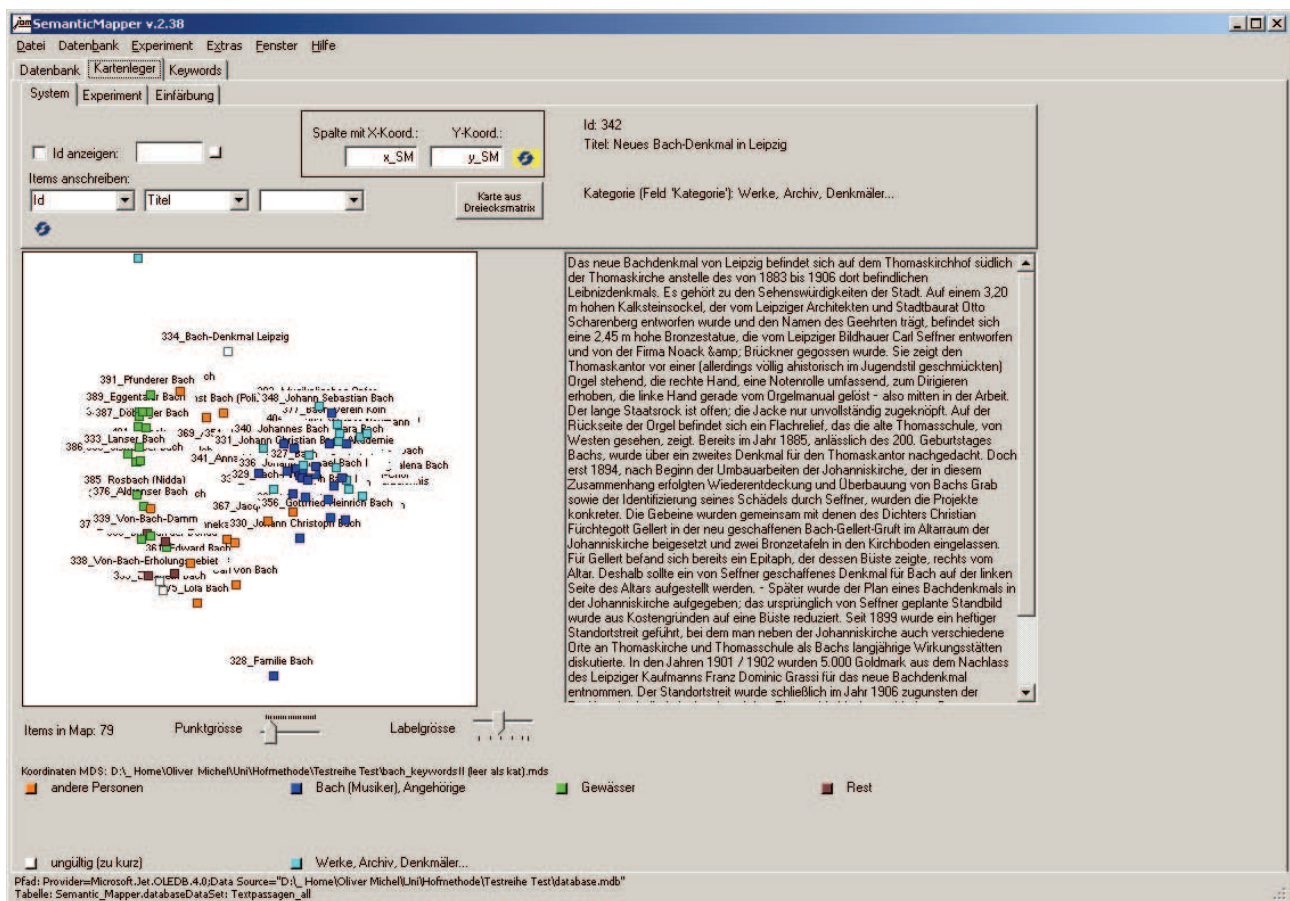 jbm SemanticMapper v.2.38
Datei Datenbank Experiment Extras Fenster Hilfe
Datenbank Kartenleger Keywords
System Experiment Einfärbung
Id anzeigen:
Spalte mit X-Koord.: Y-Koord.:
x_SM y_SM
Items anschreiben:
Id Titel
Karte aus
Dreiecksmatrix
Id: 342
Titel: Neues Bach-Denkmal in Leipzig
Kategorie (Feld 'Kategorie'): Werke, Archiv, Denkmäler...
334_Bach-Denkmal Leipzig
391_Pfunderer Bach
389_Eggentaler Bach
348_Johann Sebastian Bach
377_Bach-Verein Köln
387_Döblinger Bach
340_Johannes Bach
333_Lanser Bach
331_Johann Christian Bach
385_Rosbach (Nidda)
376_Aldranser Bach
356_Gottfried Heinrich Bach
339_Von-Bach-Damm
330_Johann Christoph Bach
361_Edward Bach
338_Von-Bach-Erholungsgebiet
Carl von Bach
75_Lola Bach
328_Familie Bach
Das neue Bachdenkmal von Leipzig befindet sich auf dem Thomaskirchhof südlich
der Thomaskirche anstelle des von 1883 bis 1906 dort befindlichen
Leibnizdenkmals. Es gehört zu den Sehenswürdigkeiten der Stadt. Auf einem 3,20
m hohen Kalksteinsockel, der vom Leipziger Architekten und Stadtbaurat Otto
Scharenberg entworfen wurde und den Namen des Geehrten trägt, befindet sich
eine 2,45 m hohe Bronzestatue, die vom Leipziger Bildhauer Carl Seffner entworfen
und von der Firma Noack &amp; Brückner gegossen wurde. Sie zeigt den
Thomaskantor vor einer (allerdings völlig ahistorisch im Jugendstil geschmückten)
Orgel stehend, die rechte Hand, eine Notenrolle umfassend, zum Dirigieren
erhoben, die linke Hand gerade vom Orgelmanual gelöst - also mitten in der Arbeit.
Der lange Staatsrock ist offen; die Jacke nur unvollständig zugeknöpft. Auf der
Rückseite der Orgel befindet sich ein Flachrelief, das die alte Thomasschule, von
Westen gesehen, zeigt. Bereits im Jahr 1885, anlässlich des 200. Geburtstages
Bachs, wurde über ein zweites Denkmal für den Thomaskantor nachgedacht. Doch
erst 1894, nach Beginn der Umbauarbeiten der Johanniskirche, der in diesem
Zusammenhang erfolgten Wiederentdeckung und Überbauung von Bachs Grab
sowie der Identifizierung seines Schädels durch Seffner, wurden die Projekte
konkreter. Die Gebeine wurden gemeinsam mit denen des Dichters Christian
Fürchtegott Gellert in der neu geschaffenen Bach-Gellert-Gruft im Altarraum der
Johanniskirche beigesetzt und zwei Bronzetafeln in den Kirchboden eingelassen.
Für Gellert befand sich bereits ein Epitaph, der dessen Büste zeigte, rechts vom
Altar. Deshalb sollte ein von Seffner geschaffenes Denkmal für Bach auf der linken
Seite des Altars aufgestellt werden. - Später wurde der Plan eines Bachdenkmals in
der Johanniskirche aufgegeben; das ursprünglich von Seffner geplante Standbild
wurde aus Kostengründen auf eine Büste reduziert. Seit 1899 wurde ein heftiger
Standortstreit geführt, bei dem man neben der Johanniskirche auch verschiedene
Orte an Thomaskirche und Thomasschule als Bachs langjährige Wirkungsstätten
diskutierte. In den Jahren 1901 / 1902 wurden 5.000 Goldmark aus dem Nachlass
des Leipziger Kaufmanns Franz Dominic Grassi für das neue Bachdenkmal
entnommen. Der Standortstreit wurde schließlich im Jahr 1906 zugunsten der
Items in Map: 79 Punktgrösse Labelgrösse
Koordinaten MDS: D:\_Home\Oliver Michel\Uni\Hofmethode\Testreihe Test\bach_keywordsII (leer als kat).mds
andere Personen Bach (Musiker), Angehörige Gewässer Rest
ungültig (zu kurz) Werke, Archiv, Denkmäler...
Pfad: Provider=Microsoft.Jet.OLEDB.4.0;Data Source="D:\_Home\Oliver Michel\Uni\Hofmethode\Testreihe Test\database.mdb"
Tabelle: Semantic_Mapper.databaseDataSet: Textpassagen_all